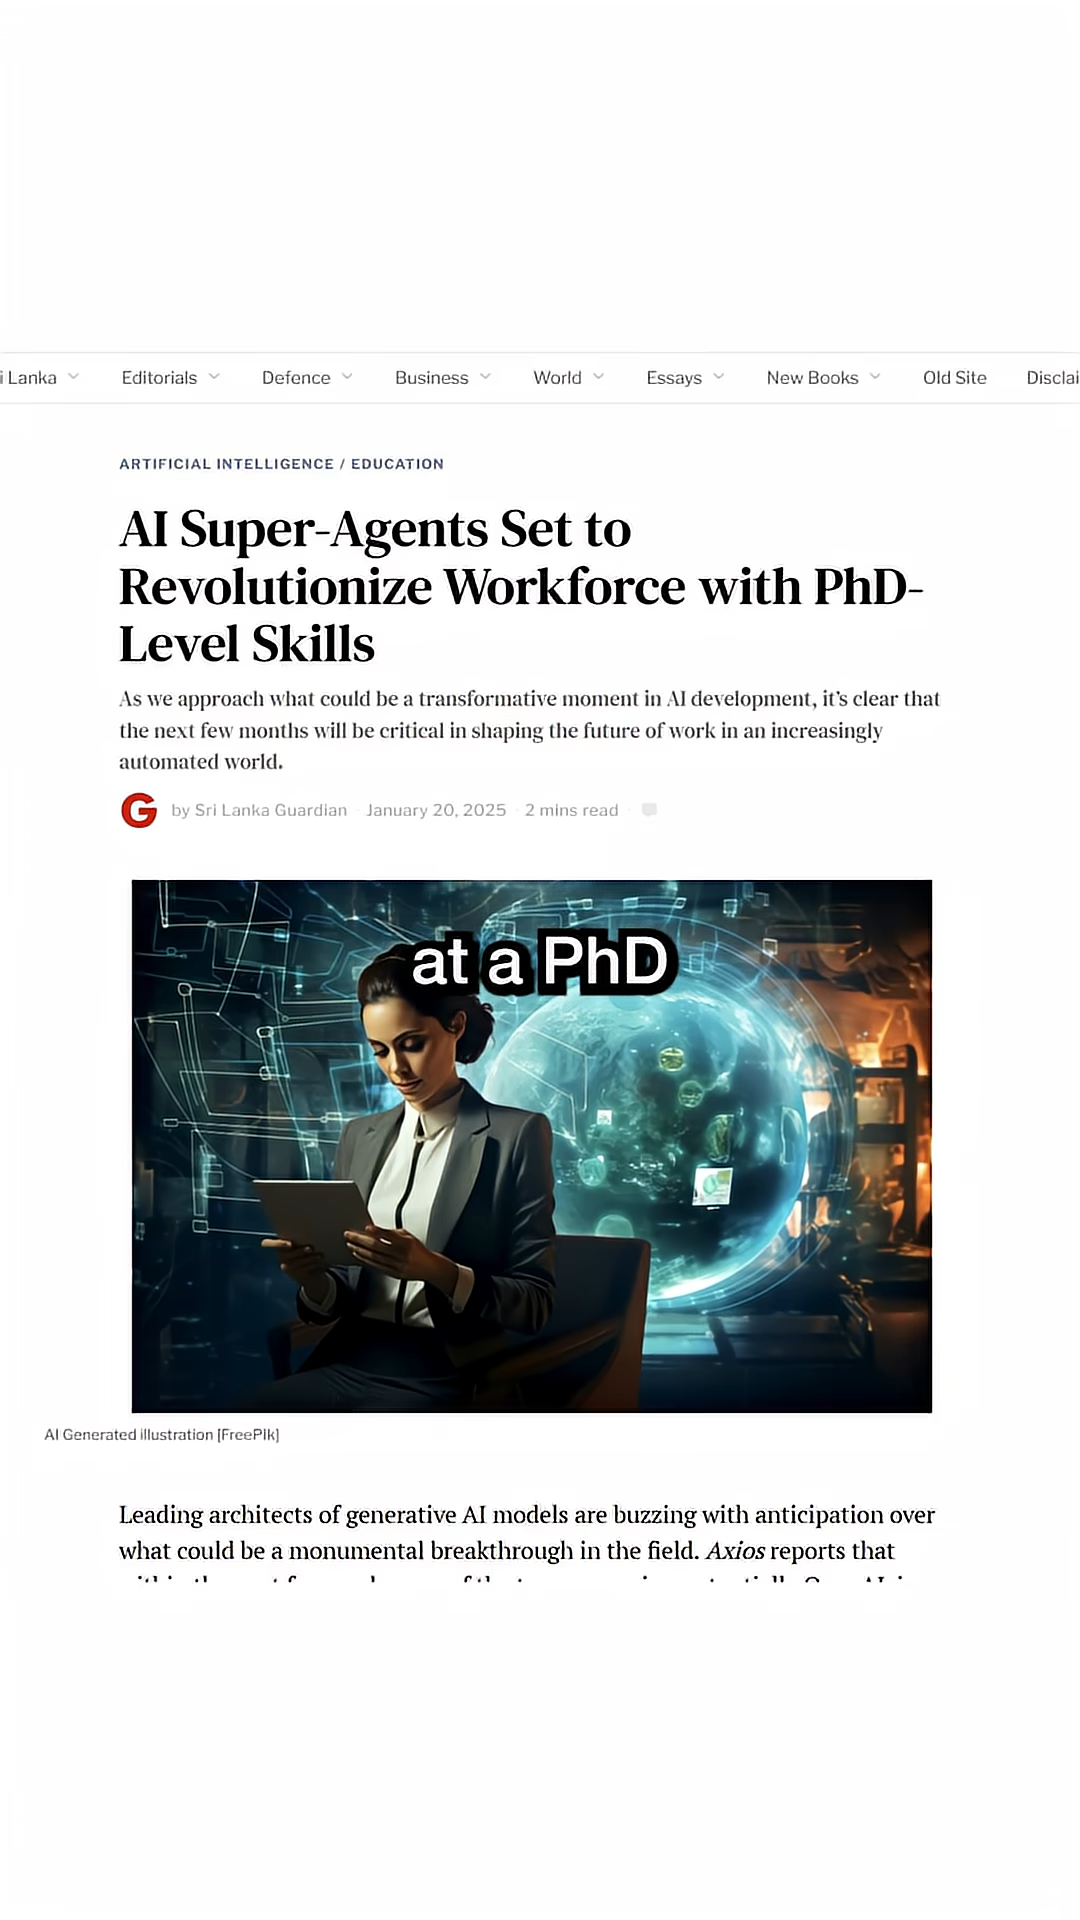 i Lanka Editorials Defence Business World Essays New Books Old Site Disclai
ARTIFICIAL INTELLIGENCE / EDUCATION
AI Super-Agents Set to
Revolutionize Workforce with PhD-
Level Skills
As we approach what could be a transformative moment in AI development, it's clear that
the next few months will be critical in shaping the future of work in an increasingly
automated world.
G by Sri Lanka Guardian · January 20, 2025 · 2 mins read
at a PhD
AI Generated illustration [FreePIk]
Leading architects of generative AI models are buzzing with anticipation over
what could be a monumental breakthrough in the field. Axios reports that